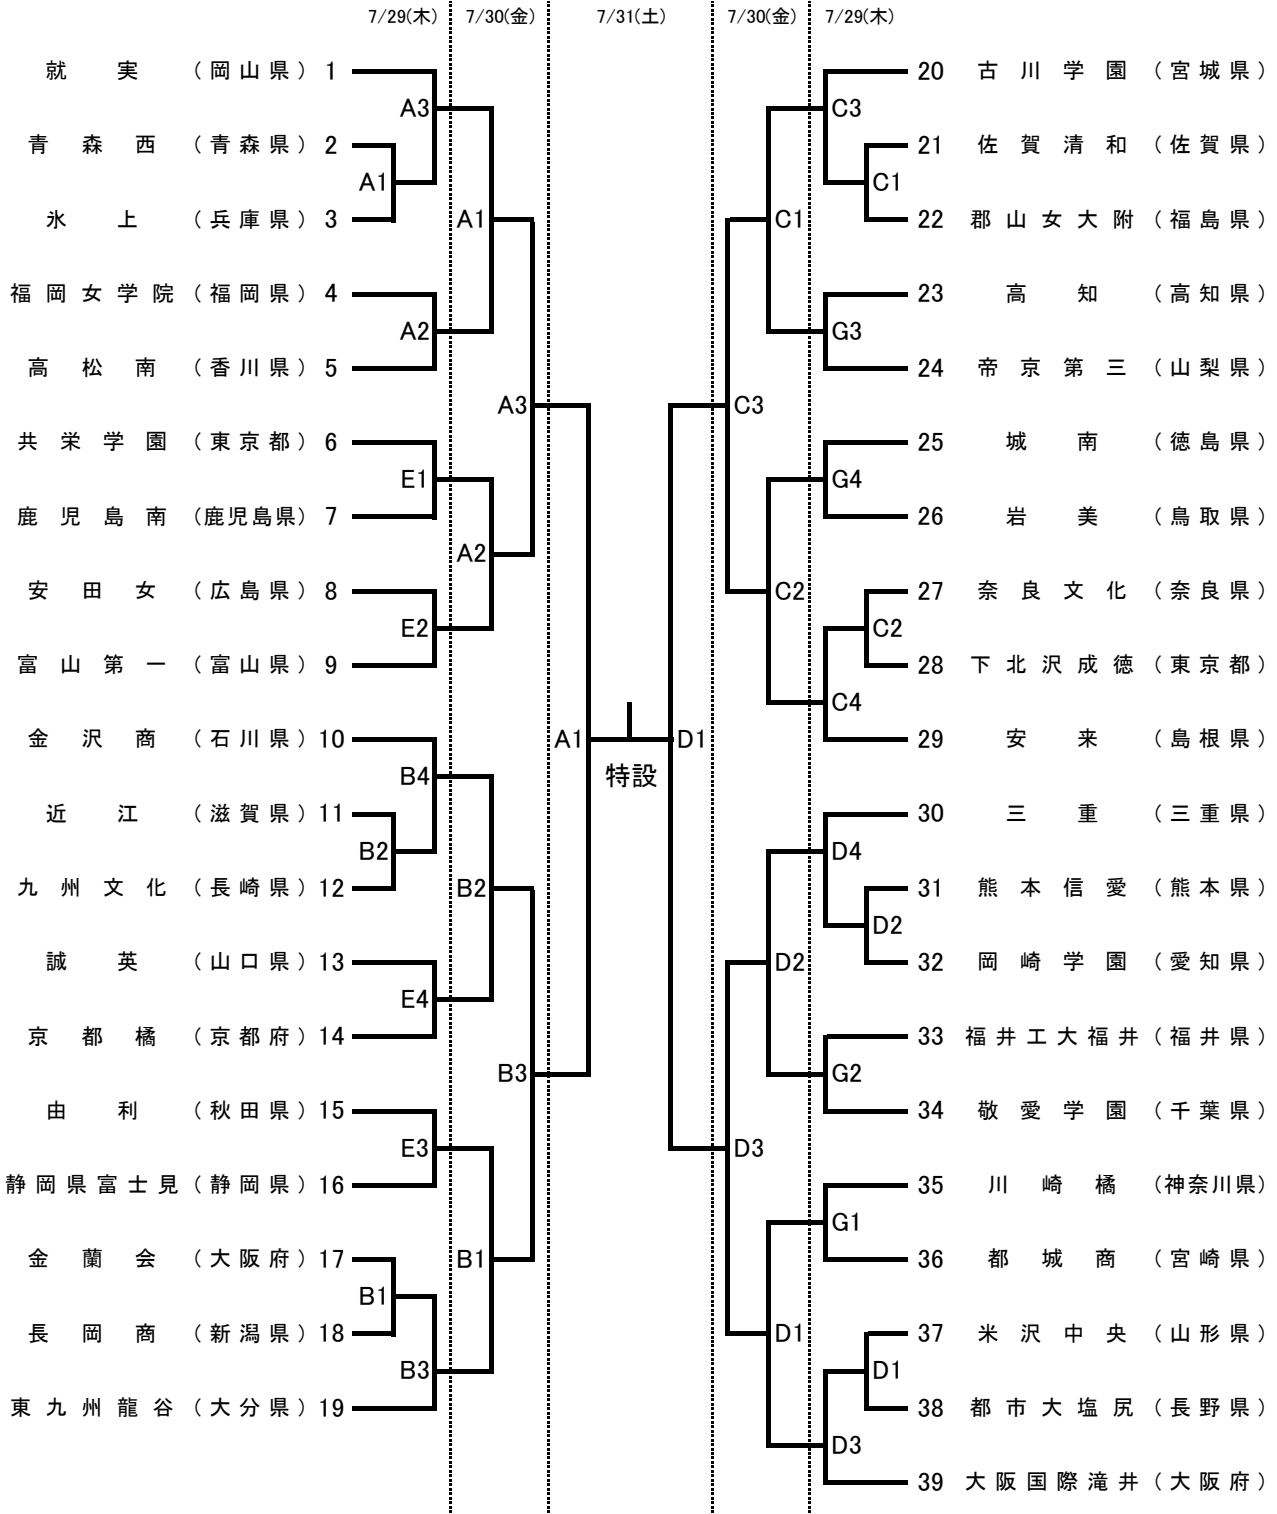 7/29(木) 7/30(金) 7/31(土) 7/30(金) 7/29(木)
就実 (岡山県) 1
青森西 (青森県) 2
氷上 (兵庫県) 3
福岡女学院 (福岡県) 4
高松南 (香川県) 5
共栄学園 (東京都) 6
鹿児島南 (鹿児島県) 7
安田女 (広島県) 8
富山第一 (富山県) 9
金沢商 (石川県) 10
近江 (滋賀県) 11
九州文化 (長崎県) 12
誠英 (山口県) 13
京都橘 (京都府) 14
由利 (秋田県) 15
静岡県富士見 (静岡県) 16
金蘭会 (大阪府) 17
長岡商 (新潟県) 18
東九州龍谷 (大分県) 19
A3
A1
A2
E1
E2
B4
B2
E4
E3
B1
B3
A1
A2
B2
B1
A3
B3
A1
特設
D1
C3
D3
C1
C2
D2
D1
C3
C1
G3
G4
C2
C4
D4
D2
G2
G1
D1
D3
20 古川学園 (宮城県)
21 佐賀清和 (佐賀県)
22 郡山女大附 (福島県)
23 高知 (高知県)
24 帝京第三 (山梨県)
25 城南 (徳島県)
26 岩美 (鳥取県)
27 奈良文化 (奈良県)
28 下北沢成徳 (東京都)
29 安来 (島根県)
30 三重 (三重県)
31 熊本信愛 (熊本県)
32 岡崎学園 (愛知県)
33 福井工大福井 (福井県)
34 敬愛学園 (千葉県)
35 川崎橘 (神奈川県)
36 都城商 (宮崎県)
37 米沢中央 (山形県)
38 都市大塩尻 (長野県)
39 大阪国際滝井 (大阪府)